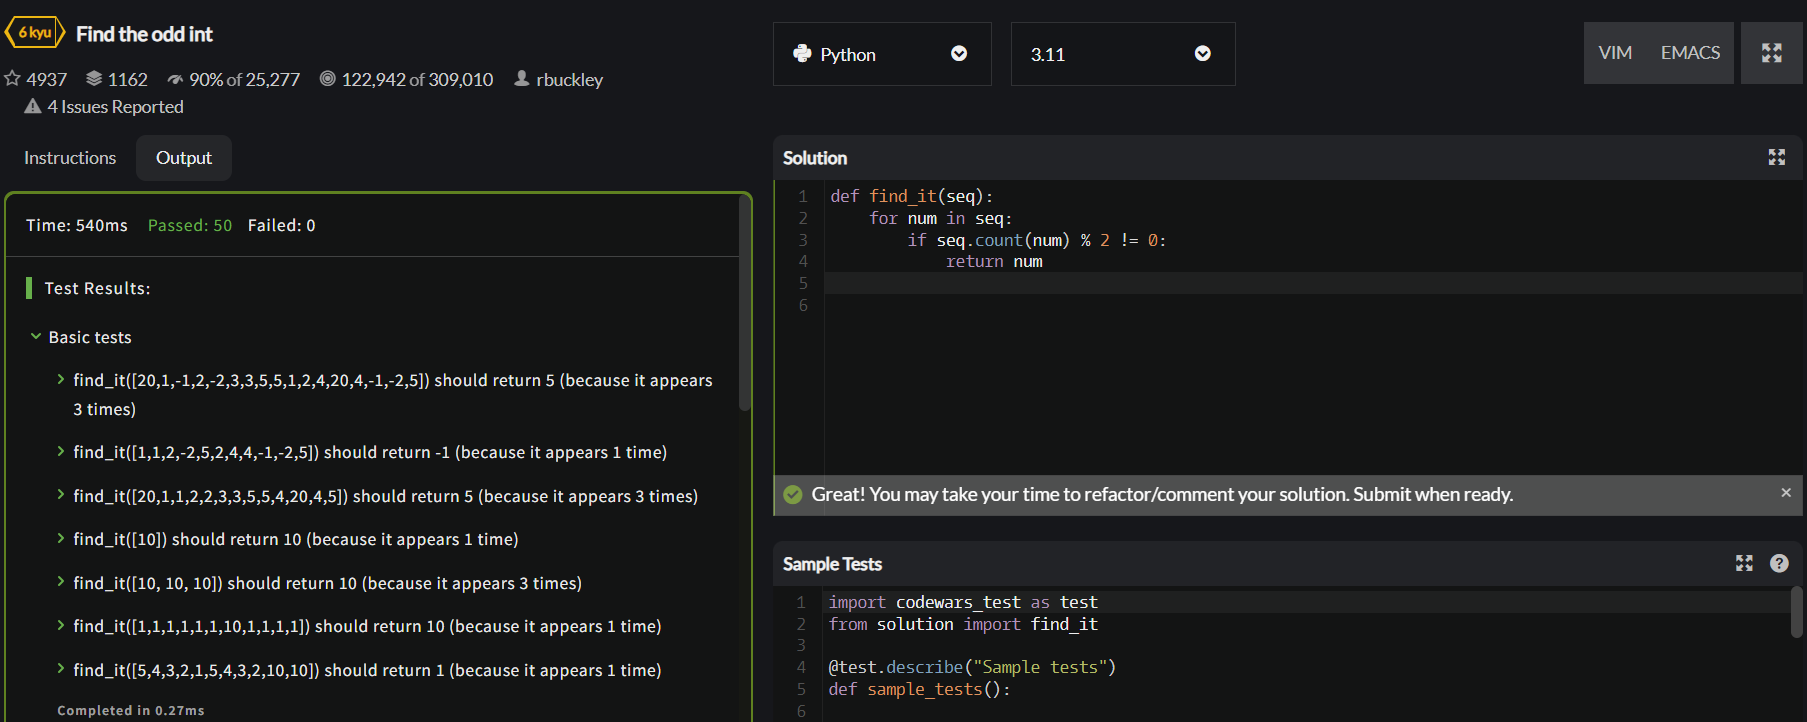 6 kyu Find the odd int
4937 1162 90% of 25,277 122,942 of 309,010 rbuckley
4 Issues Reported
Instructions Output
Time: 540ms Passed: 50 Failed: 0
Test Results:
Basic tests
find_it([20,1,-1,2,-2,3,3,5,5,1,2,4,20,4,-1,-2,5]) should return 5 (because it appears
3 times)
find_it([1,1,2,-2,5,2,4,4,-1,-2,5]) should return -1 (because it appears 1 time)
find_it([20,1,1,2,2,3,3,5,5,4,20,4,5]) should return 5 (because it appears 3 times)
find_it([10]) should return 10 (because it appears 1 time)
find_it([10, 10, 10]) should return 10 (because it appears 3 times)
find_it([1,1,1,1,1,1,10,1,1,1,1]) should return 10 (because it appears 1 time)
find_it([5,4,3,2,1,5,4,3,2,10,10]) should return 1 (because it appears 1 time)
Completed in 0.27ms
Python 3.11 VIM EMACS
Solution
1 def find_it(seq):
2     for num in seq:
3         if seq.count(num) % 2 != 0:
4             return num
5
6
Great! You may take your time to refactor/comment your solution. Submit when ready. ×
Sample Tests ?
1 import codewars_test as test
2 from solution import find_it
3
4 @test.describe("Sample tests")
5 def sample_tests():
6